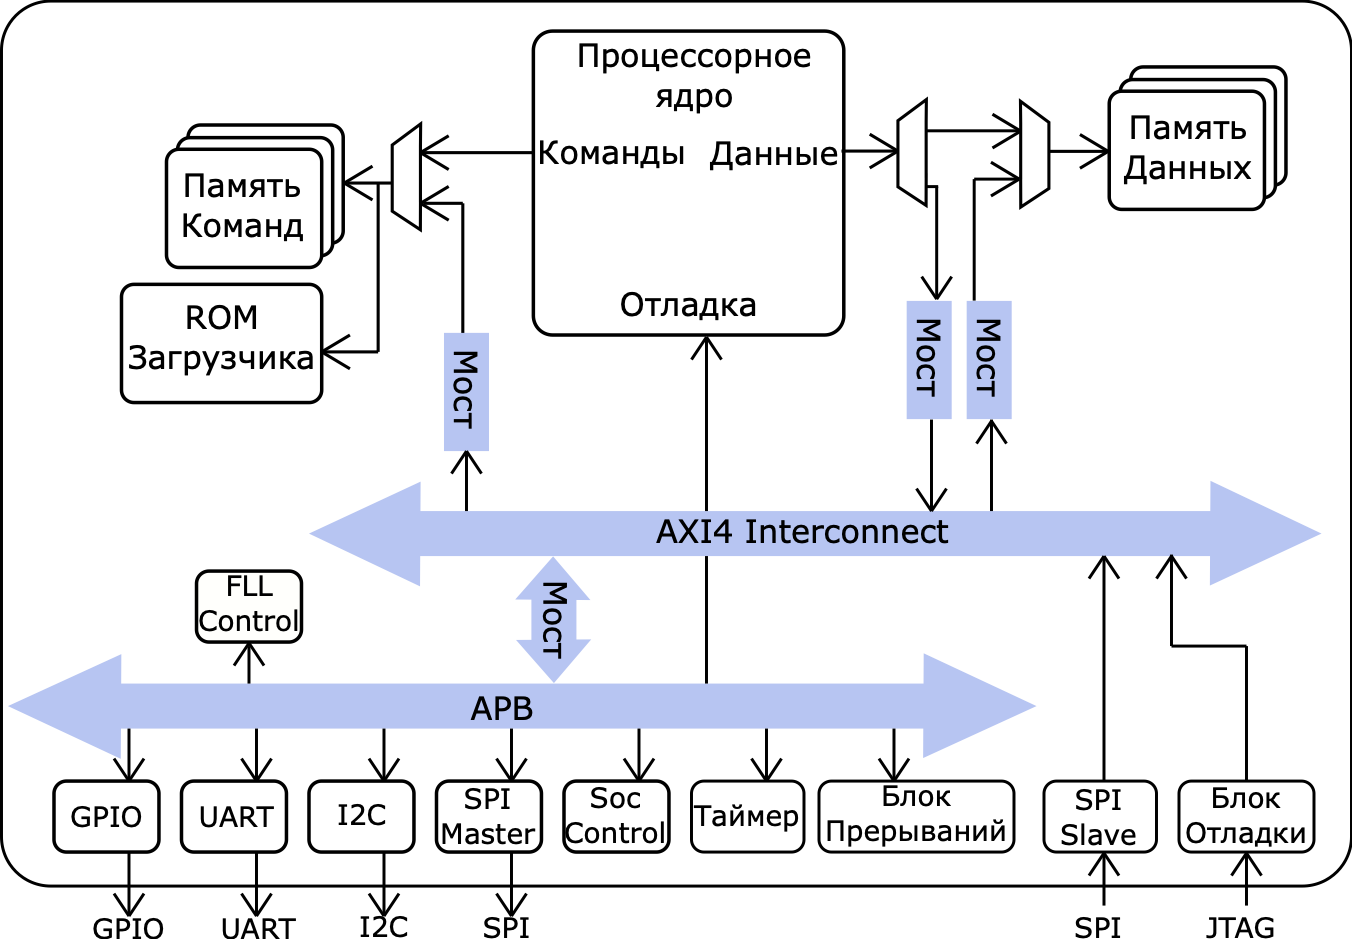 Процессорное
ядро
Команды
Данные
Отладка
Память
Команд
ROM
Загрузчика
Память
Данных
Мост
Мост
Мост
AXI4 Interconnect
Мост
FLL
Control
APB
GPIO
UART
I2C
SPI
Master
Soc
Control
Таймер
Блок
Прерываний
SPI
Slave
Блок
Отладки
GPIO
UART
I2C
SPI
SPI
JTAG